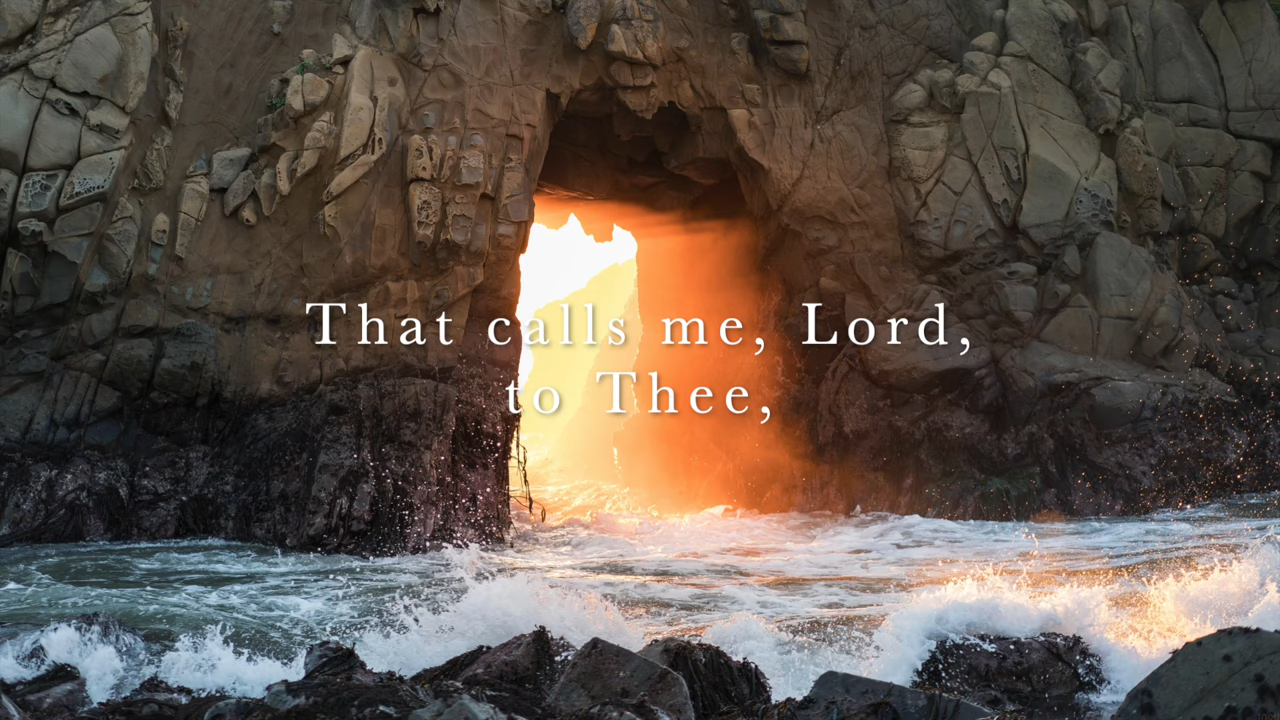 That calls me, Lord,
to Thee,